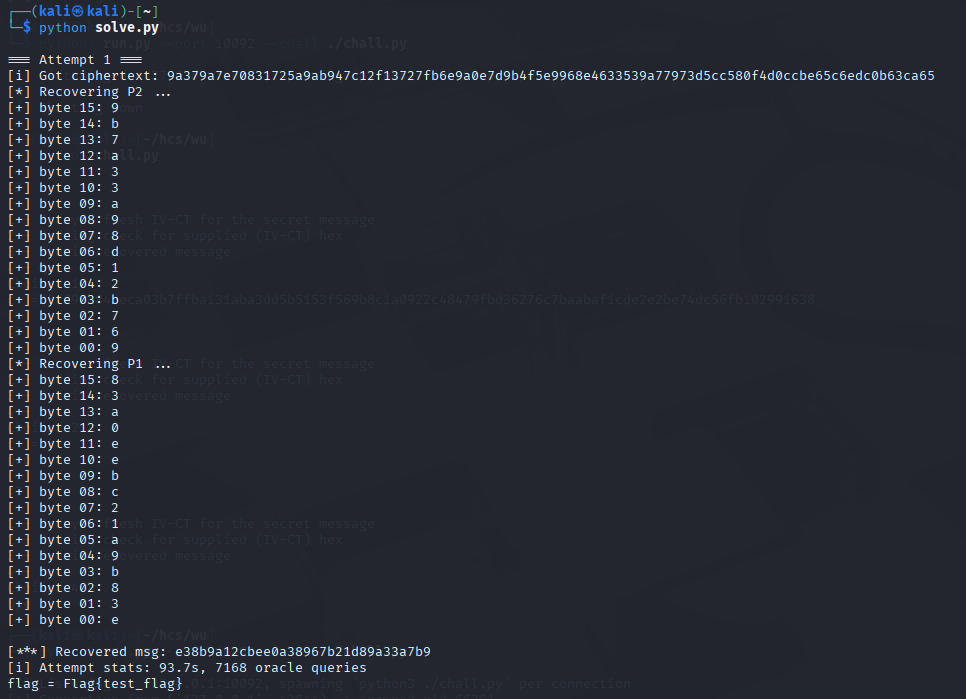 ┌──(kali㉿kali)-[~]
└─$ python solve.py
=== Attempt 1 ===
[i] Got ciphertext: 9a379a7e70831725a9ab947c12f13727fb6e9a0e7d9b4f5e9968e4633539a77973d5cc580f4d0ccbe65c6edc0b63ca65
[*] Recovering P2 ...
[+] byte 15: 9
[+] byte 14: b
[+] byte 13: 7
[+] byte 12: a
[+] byte 11: 3
[+] byte 10: 3
[+] byte 09: a
[+] byte 08: 9
[+] byte 07: 8
[+] byte 06: d
[+] byte 05: 1
[+] byte 04: 2
[+] byte 03: b
[+] byte 02: 7
[+] byte 01: 6
[+] byte 00: 9
[*] Recovering P1 ...
[+] byte 15: 8
[+] byte 14: 3
[+] byte 13: a
[+] byte 12: 0
[+] byte 11: e
[+] byte 10: e
[+] byte 09: b
[+] byte 08: c
[+] byte 07: 2
[+] byte 06: 1
[+] byte 05: a
[+] byte 04: 9
[+] byte 03: b
[+] byte 02: 8
[+] byte 01: 3
[+] byte 00: e
[***] Recovered msg: e38b9a12cbee0a38967b21d89a33a7b9
[i] Attempt stats: 93.7s, 7168 oracle queries
flag = Flag{test_flag}